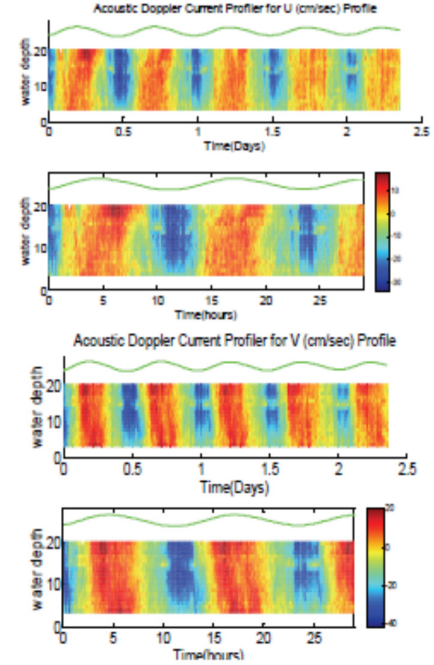 Acoustic Doppler Current Profiler for U (cm/sec) Profile
water depth
20
10
0
0 0.5 1 1.5 2 2.5
Time(Days)
water depth
20
10
0
0 5 10 15 20 25
Time(hours)
10
0
-10
-20
-30
Acoustic Doppler Current Profiler for V (cm/sec) Profile
water depth
20
10
0
0 0.5 1 1.5 2 2.5
Time(Days)
water depth
20
10
0
0 5 10 15 20 25
Time(hours)
20
0
-20
-40